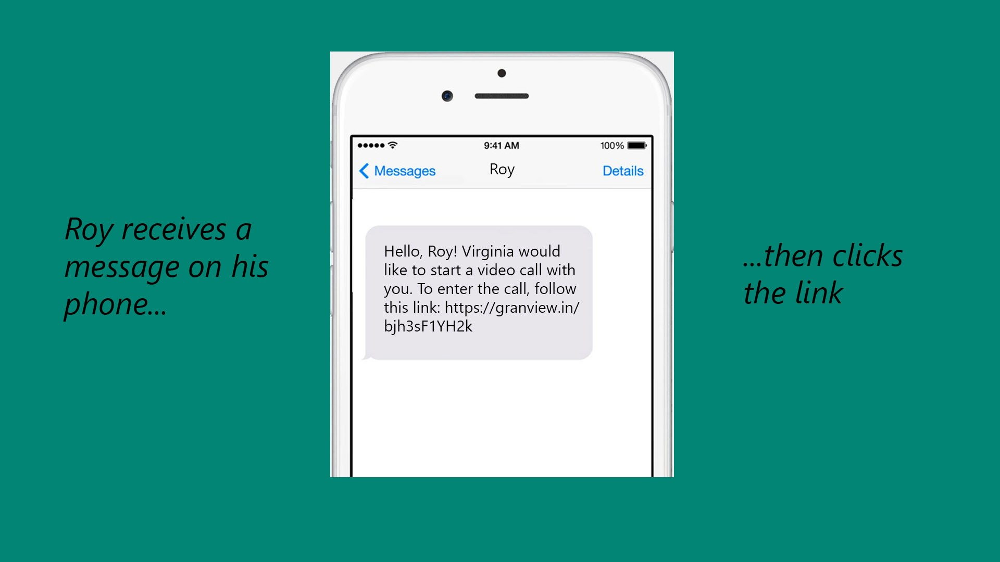 Roy receives a
message on his
phone...
9:41 AM
100%
Messages
Roy
Details
Hello, Roy! Virginia would
like to start a video call with
you. To enter the call, follow
this link: https://granview.in/
bjh3sF1YH2k
...then clicks
the link